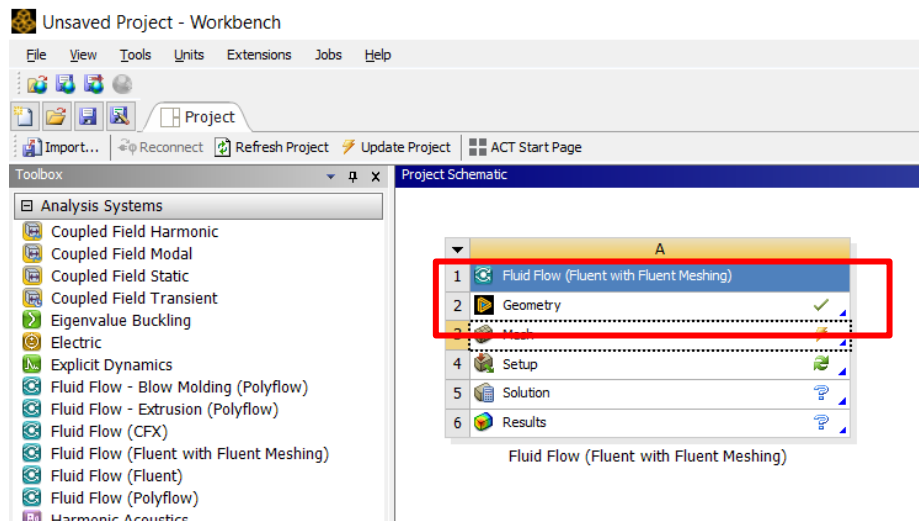 Unsaved Project - Workbench
File View Tools Units Extensions Jobs Help
Project
Import... Reconnect Refresh Project Update Project ACT Start Page
Toolbox
Project Schematic
Analysis Systems
Coupled Field Harmonic
Coupled Field Modal
Coupled Field Static
Coupled Field Transient
Eigenvalue Buckling
Electric
Explicit Dynamics
Fluid Flow - Blow Molding (Polyflow)
Fluid Flow - Extrusion (Polyflow)
Fluid Flow (CFX)
Fluid Flow (Fluent with Fluent Meshing)
Fluid Flow (Fluent)
Fluid Flow (Polyflow)
Harmonic Acoustics
A
1 Fluid Flow (Fluent with Fluent Meshing)
2 Geometry
3 Mesh
4 Setup
5 Solution
6 Results
Fluid Flow (Fluent with Fluent Meshing)